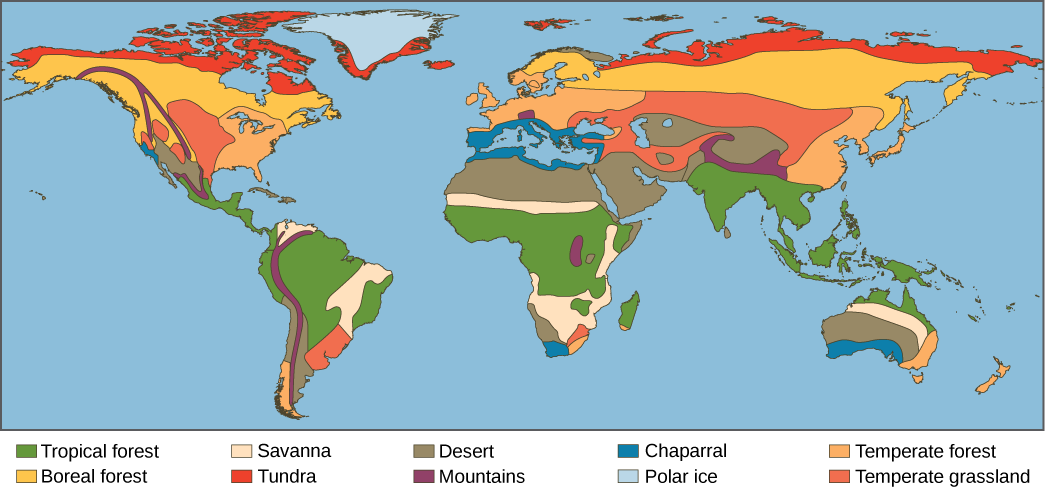 Tropical forest Savanna Desert Chaparral Temperate forest
Boreal forest Tundra Mountains Polar ice Temperate grassland